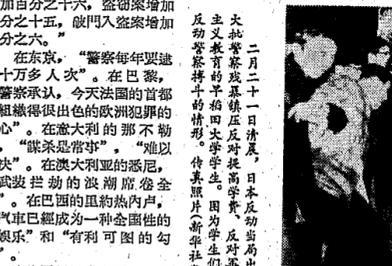 加百分之十六，盗窃案增加
分之十五，破門入盗案增加
分之六。”
在东京，“警察每年要逮
十万多人次”。在巴黎，
警察承认，今天法国的首都
組織得很出色的欧洲犯罪的
心”。在意大利的那不勒
，“謀杀是常事”，“难以
快”。在澳大利亚的悉尼，
武装拦劫的浪潮席卷全
”。在巴西的里約热內卢，
汽車已經成为一种全国性的
娱乐”和“有利可图的勾
”。
二月二十一日清晨，日本反动当局出
大批警察残暴镇压反对提高学费、反对军
主义教育的早稻田大学学生。因为学生们
反动警察搏斗的情形。传真照片（新华社